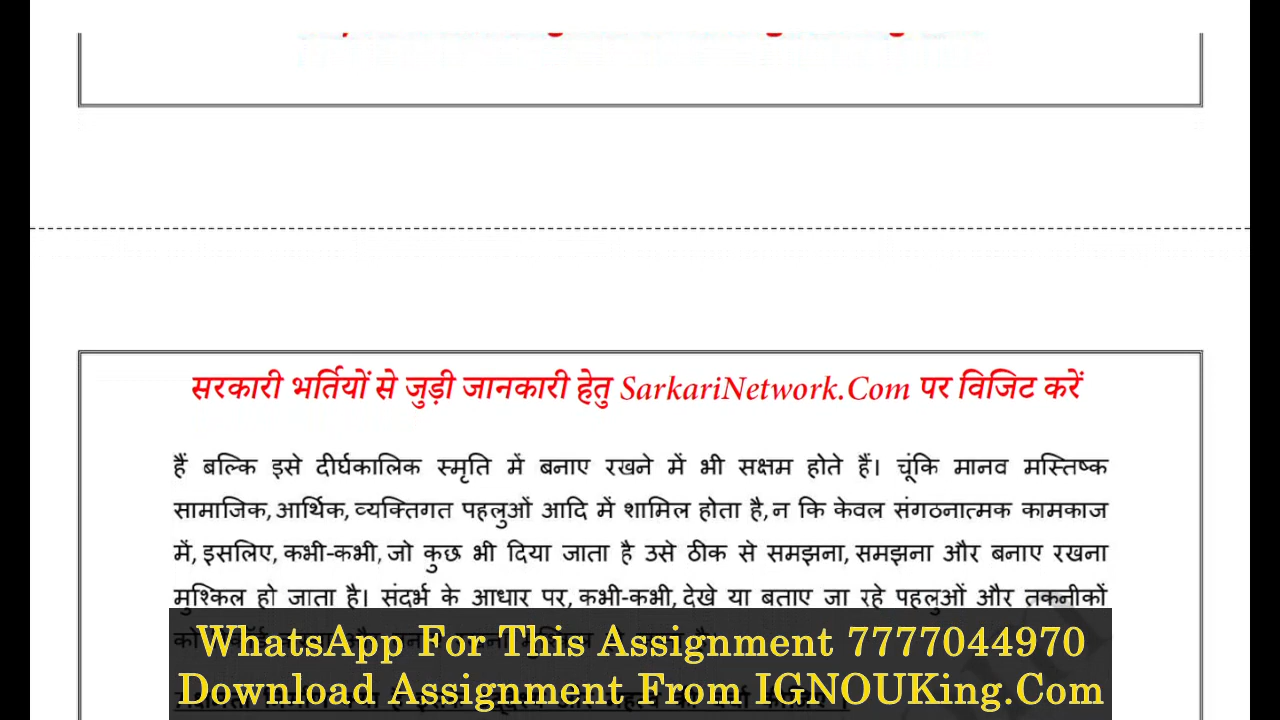 सरकारी भर्तियों से जुड़ी जानकारी हेतु SarkariNetwork.Com पर विजिट करें
हैं बल्कि इसे दीर्घकालिक स्मृति में बनाए रखने में भी सक्षम होते हैं। चूंकि मानव मस्तिष्क
सामाजिक, आर्थिक, व्यक्तिगत पहलुओं आदि में शामिल होता है, न कि केवल संगठनात्मक कामकाज
में, इसलिए, कभी-कभी, जो कुछ भी दिया जाता है उसे ठीक से समझना, समझना और बनाए रखना
मुश्किल हो जाता है। संदर्भ के आधार पर, कभी-कभी, देखे या बताए जा रहे पहलुओं और तकनीकों
WhatsApp For This Assignment 7777044970
Download Assignment From IGNOUKing.Com